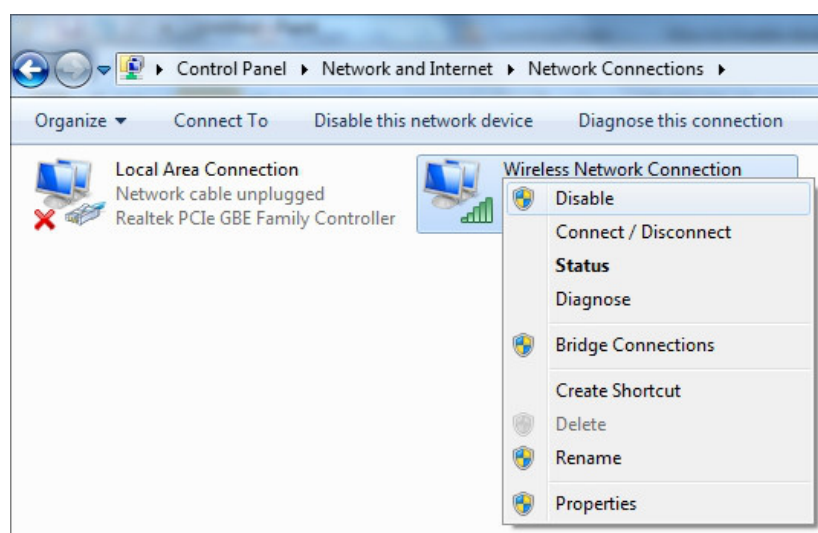 Control Panel Network and Internet Network Connections
Organize Connect To Disable this network device Diagnose this connection
Local Area Connection
Network cable unplugged
Realtek PCIe GBE Family Controller
Wireless Network Connection
Disable
Connect / Disconnect
Status
Diagnose
Bridge Connections
Create Shortcut
Delete
Rename
Properties